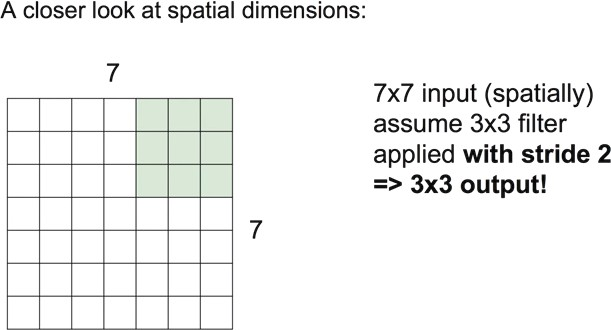 A closer look at spatial dimensions:
7
7x7 input (spatially)
assume 3x3 filter
applied with stride 2
=> 3x3 output!
7